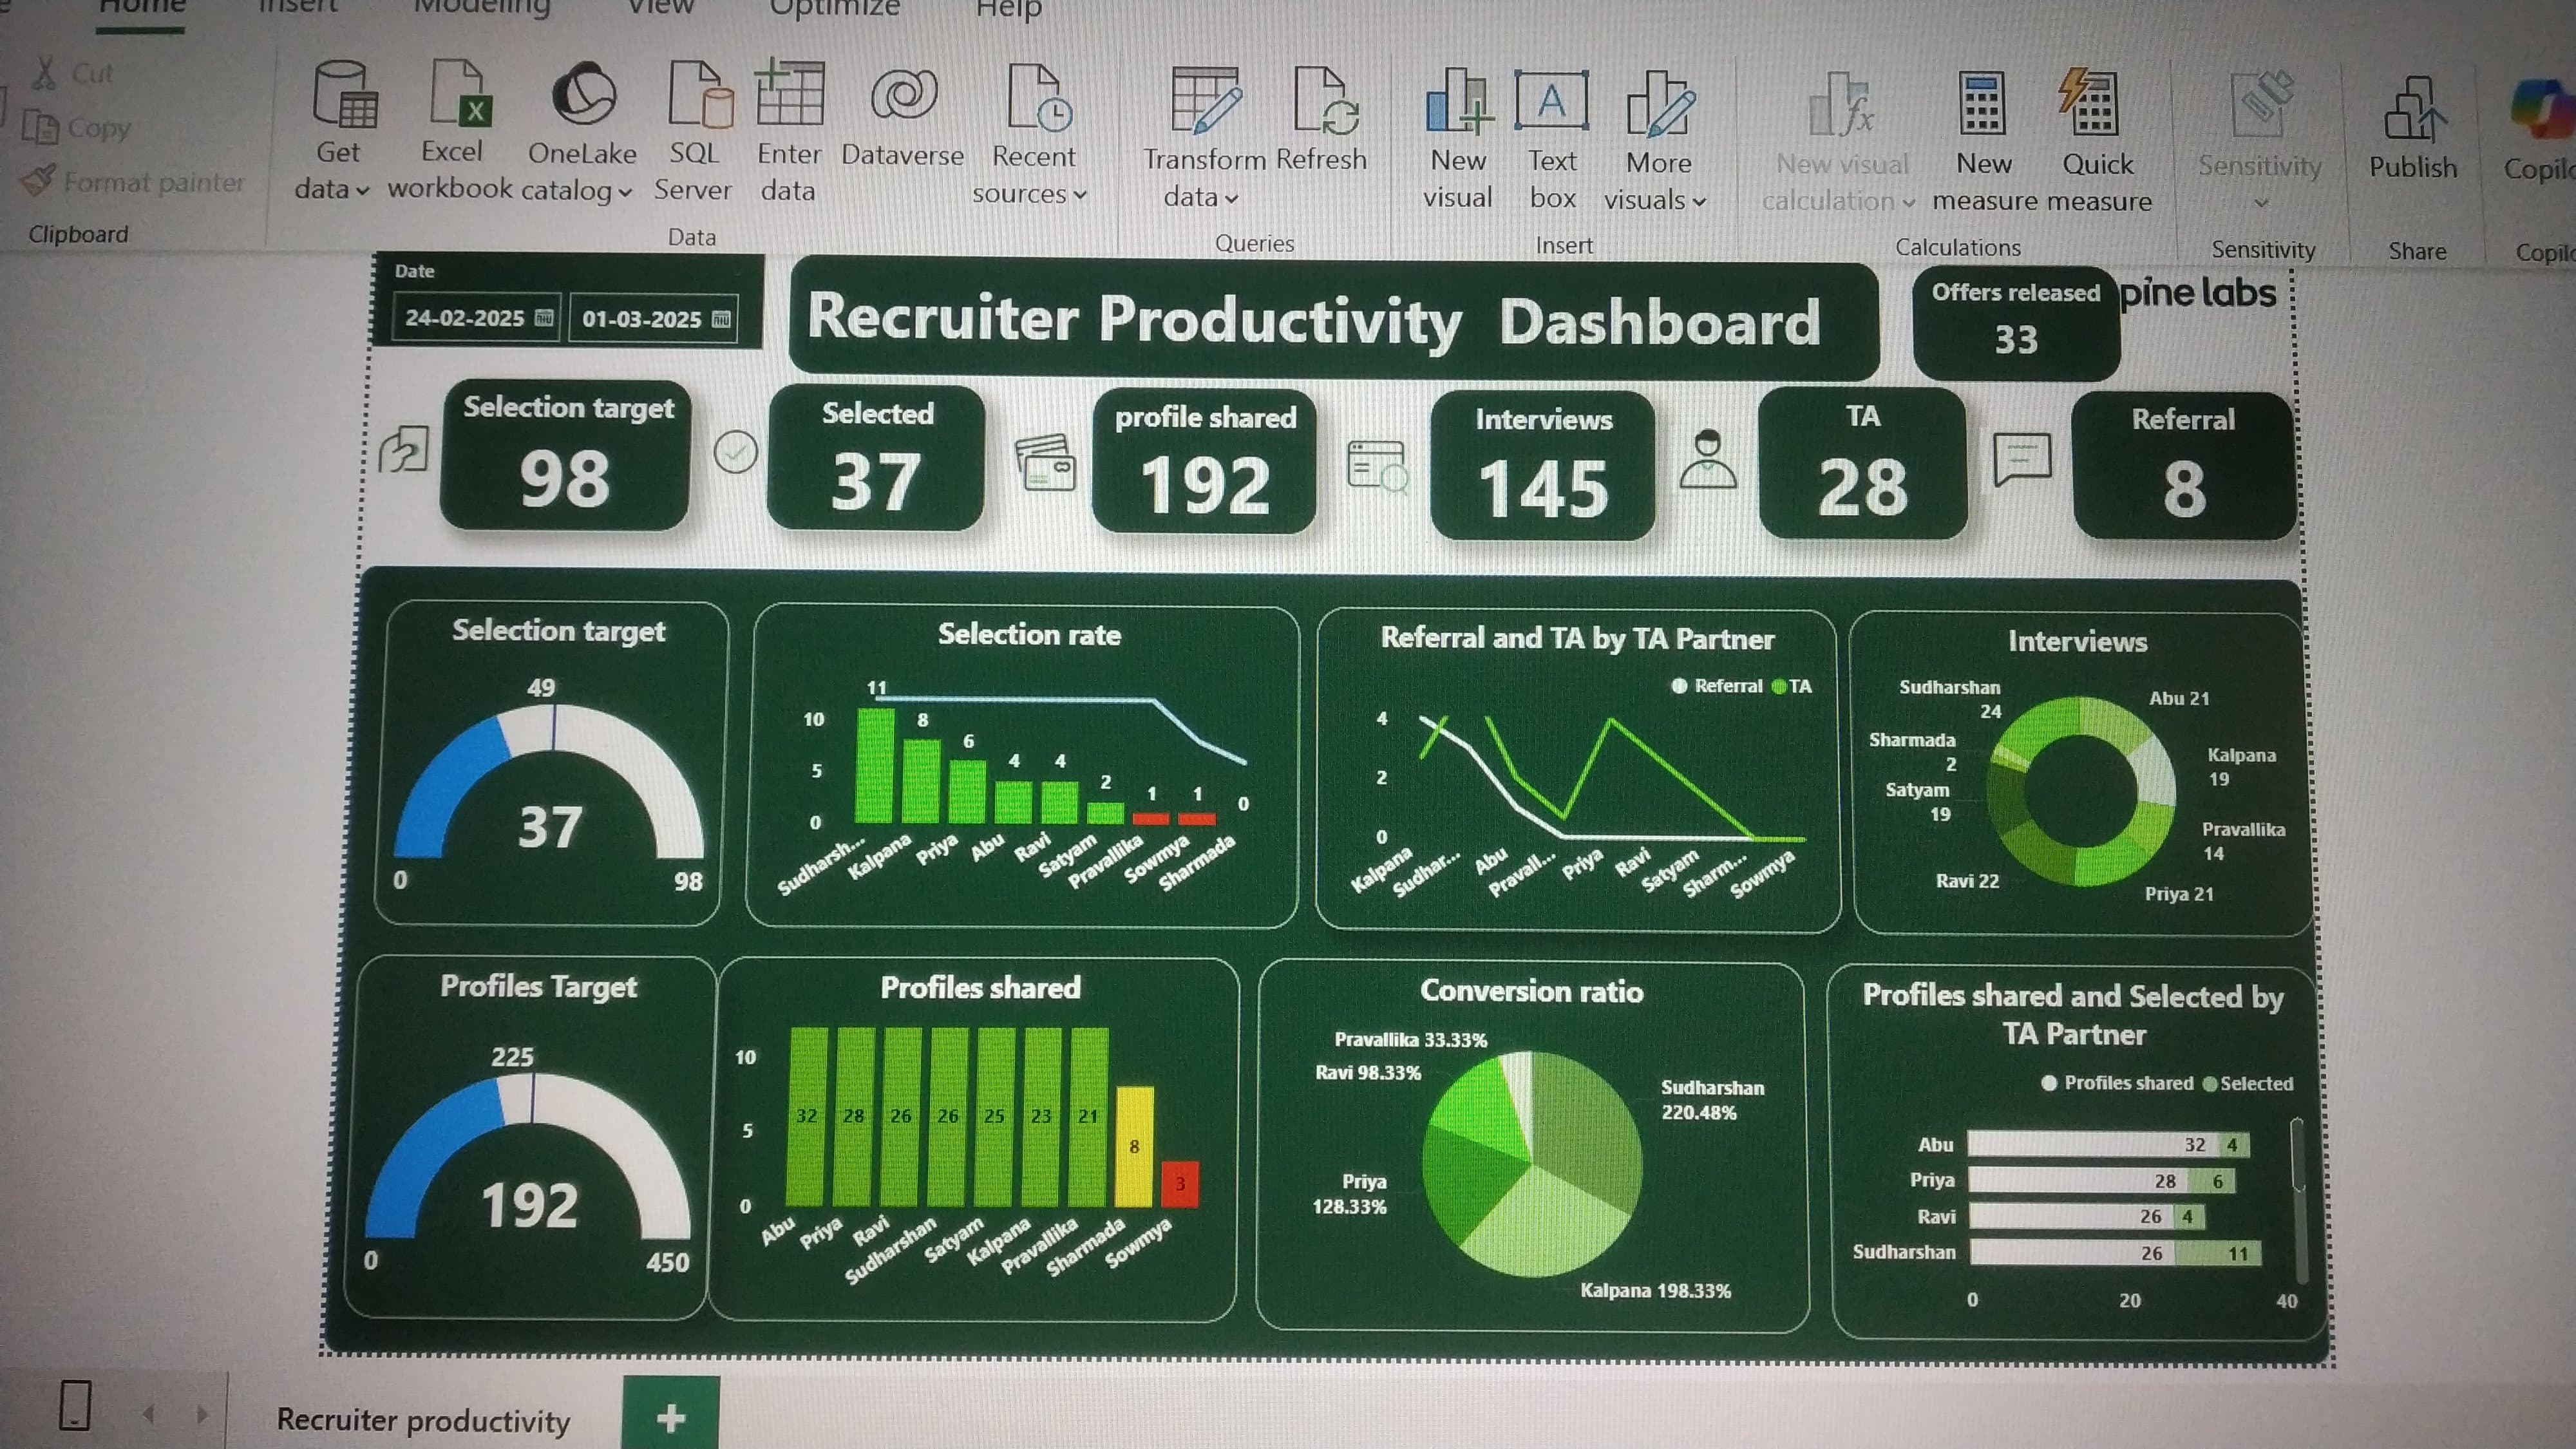 Home Insert Modeling View Optimize Help
Cut
Copy
Format painter
Clipboard
Get data
Excel workbook
OneLake catalog
SQL Server
Enter data
Dataverse
Recent sources
Data
Transform data
Refresh
Queries
New visual
Text box
More visuals
Insert
New visual calculation
New measure
Quick measure
Calculations
Sensitivity
Sensitivity
Publish
Share
Date
24-02-2025 01-03-2025
Recruiter Productivity Dashboard
Offers released
33
pine labs
Selection target
98
Selected
37
profile shared
192
Interviews
145
TA
28
Referral
8
Selection target
49
37
0 98
Selection rate
11
10
8
6
5
4 4
2
1 1
0
0
Sudharsh... Kalpana Priya Abu Ravi Satyam Pravallika Sowmya Sharmada
Referral and TA by TA Partner
Referral TA
4
2
0
Kalpana Sudhar... Abu Pravall... Priya Ravi Satyam Sharm... Sowmya
Interviews
Sudharshan
24
Abu 21
Sharmada
2
Kalpana
19
Satyam
19
Pravallika
14
Ravi 22
Priya 21
Profiles Target
225
192
0 450
Profiles shared
10
5
0
32 28 26 26 25 23 21 8 3
Abu Priya Ravi Sudharshan Satyam Kalpana Pravallika Sharmada Sowmya
Conversion ratio
Pravallika 33.33%
Ravi 98.33%
Sudharshan
220.48%
Priya
128.33%
Kalpana 198.33%
Profiles shared and Selected by
TA Partner
Profiles shared Selected
Abu 32 4
Priya 28 6
Ravi 26 4
Sudharshan 26 11
0 20 40
Recruiter productivity